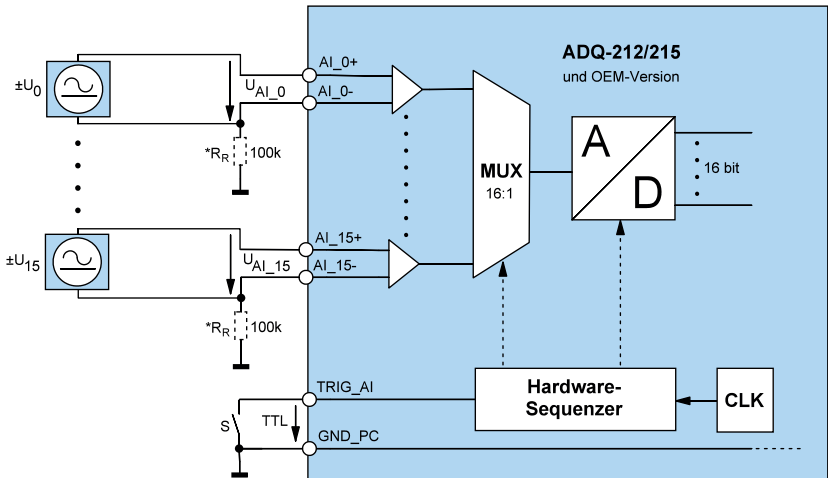 ADQ-212/215
und OEM-Version
±U0
UAI_0
AI_0+
AI_0-
*RR
100k
MUX
16:1
A
D
16 bit
±U15
UAI_15
AI_15+
AI_15-
*RR
100k
TRIG_AI
Hardware-
Sequenzer
CLK
S
TTL
GND_PC